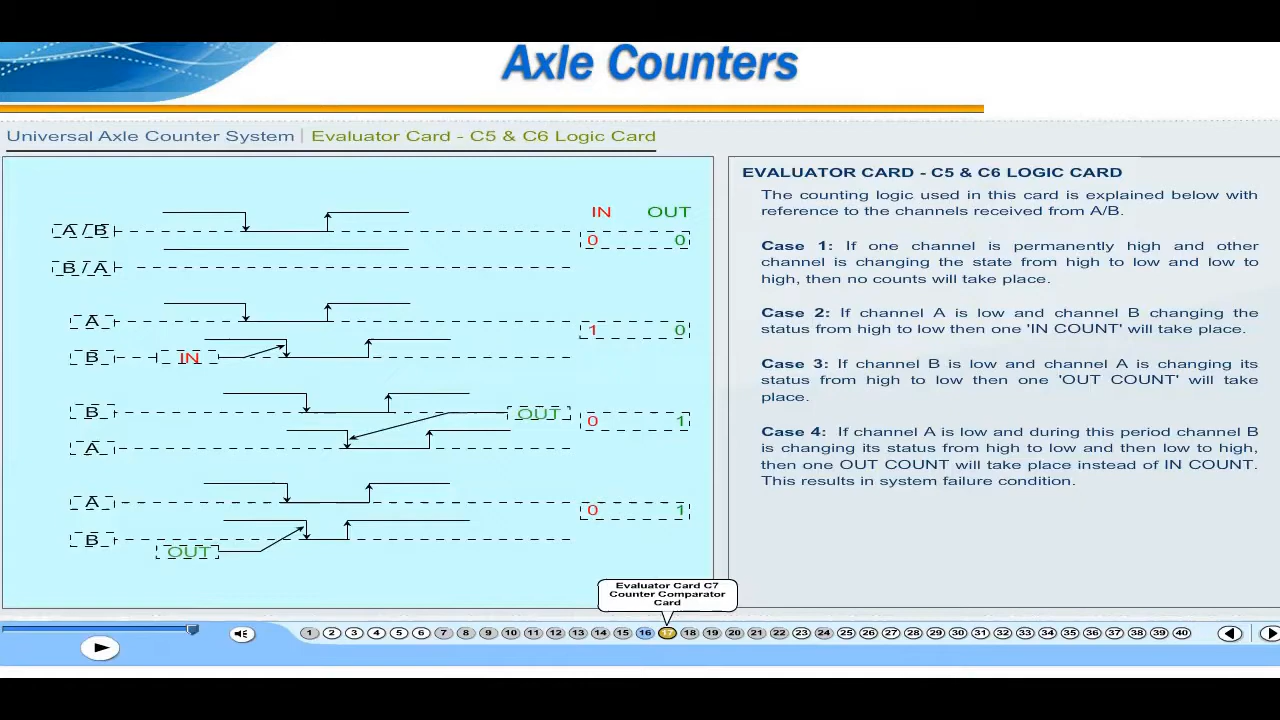 Axle Counters
Universal Axle Counter System | Evaluator Card - C5 & C6 Logic Card
IN OUT
A / B
0 0
B / A
A
1 0
B IN
B OUT
0 1
A
A
0 1
B
OUT
EVALUATOR CARD - C5 & C6 LOGIC CARD
The counting logic used in this card is explained below with
reference to the channels received from A/B.
Case 1: If one channel is permanently high and other
channel is changing the state from high to low and low to
high, then no counts will take place.
Case 2: If channel A is low and channel B changing the
status from high to low then one 'IN COUNT' will take place.
Case 3: If channel B is low and channel A is changing its
status from high to low then one 'OUT COUNT' will take
place.
Case 4: If channel A is low and during this period channel B
is changing its status from high to low and then low to high,
then one OUT COUNT will take place instead of IN COUNT.
This results in system failure condition.
Evaluator Card C7
Counter Comparator
Card
1 2 3 4 5 6 7 8 9 10 11 12 13 14 15 16 17 18 19 20 21 22 23 24 25 26 27 28 29 30 31 32 33 34 35 36 37 38 39 40